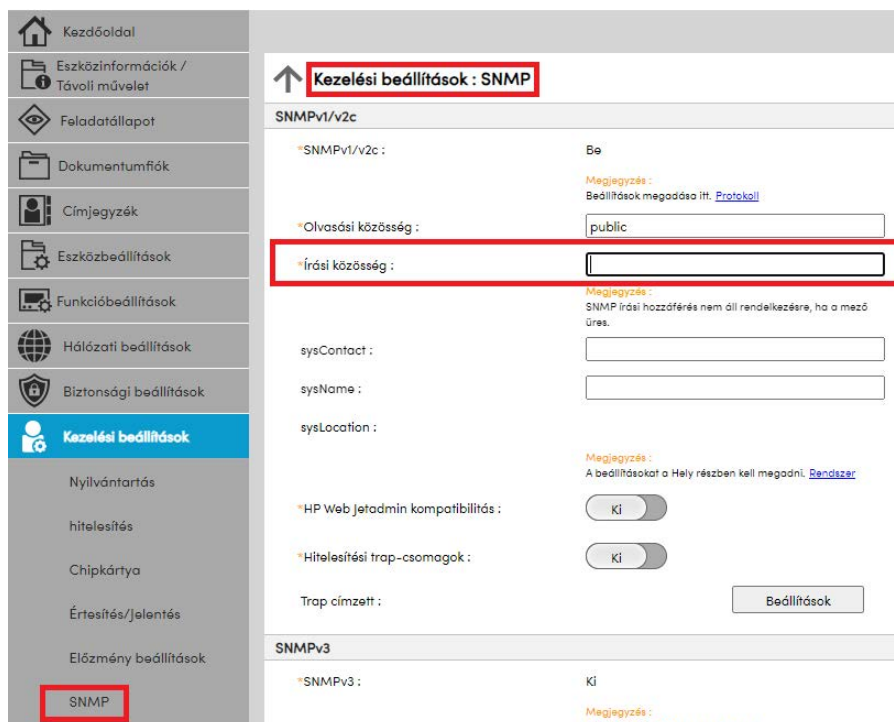 Kezdőoldal
Eszközinformációk /
Távoli művelet
Feladatállapot
Dokumentumfiók
Címjegyzék
Eszközbeállítások
Funkcióbeállítások
Hálózati beállítások
Biztonsági beállítások
Kezelési beállítások
Nyilvántartás
hitelesítés
Chipkártya
Értesítés/Jelentés
Előzmény beállítások
SNMP
Kezelési beállítások : SNMP
SNMPv1/v2c
*SNMPv1/v2c : Be
Megjegyzés :
Beállítások megadása itt. Protokoll
*Olvasási közösség : public
*Írási közösség :
Megjegyzés :
SNMP írási hozzáférés nem áll rendelkezésre, ha a mező
üres.
sysContact :
sysName :
sysLocation :
Megjegyzés :
A beállításokat a Hely részben kell megadni. Rendszer
*HP Web Jetadmin kompatibilitás : Ki
*Hitelesítési trap-csomagok : Ki
Trap címzett : Beállítások
SNMPv3
*SNMPv3 : Ki
Megjegyzés :